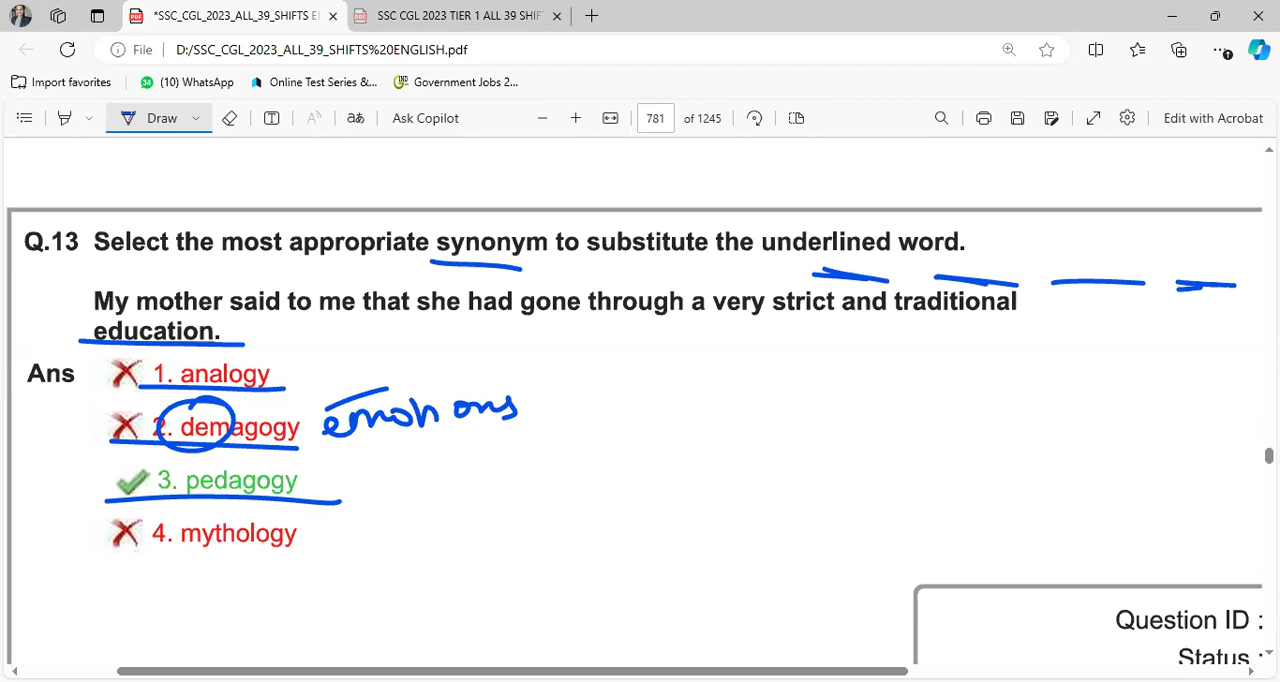 *SSC_CGL_2023_ALL_39_SHIFTS El
SSC CGL 2023 TIER 1 ALL 39 SHIF
File
D:/SSC_CGL_2023_ALL_39_SHIFTS%20ENGLISH.pdf
Import favorites
(10) WhatsApp
Online Test Series &...
Government Jobs 2...
Draw
aあ
Ask Copilot
781 of 1245
Edit with Acrobat
Q.13 Select the most appropriate synonym to substitute the underlined word.
My mother said to me that she had gone through a very strict and traditional
education.
Ans
1. analogy
2. demagogy
emotions
3. pedagogy
4. mythology
Question ID :
Status :